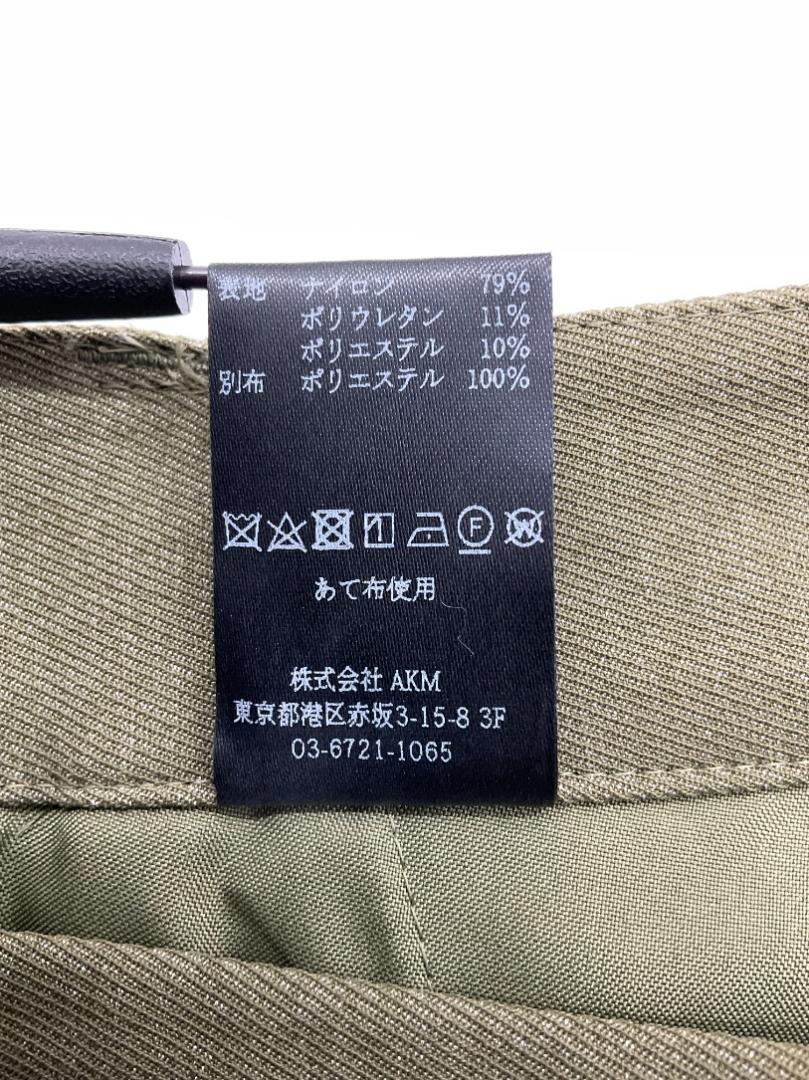 表地 ナイロン 79%
ポリウレタン 11%
ポリエステル 10%
別布 ポリエステル 100%
F W
あて布使用
株式会社 AKM
東京都港区赤坂3-15-8 3F
03-6721-1065